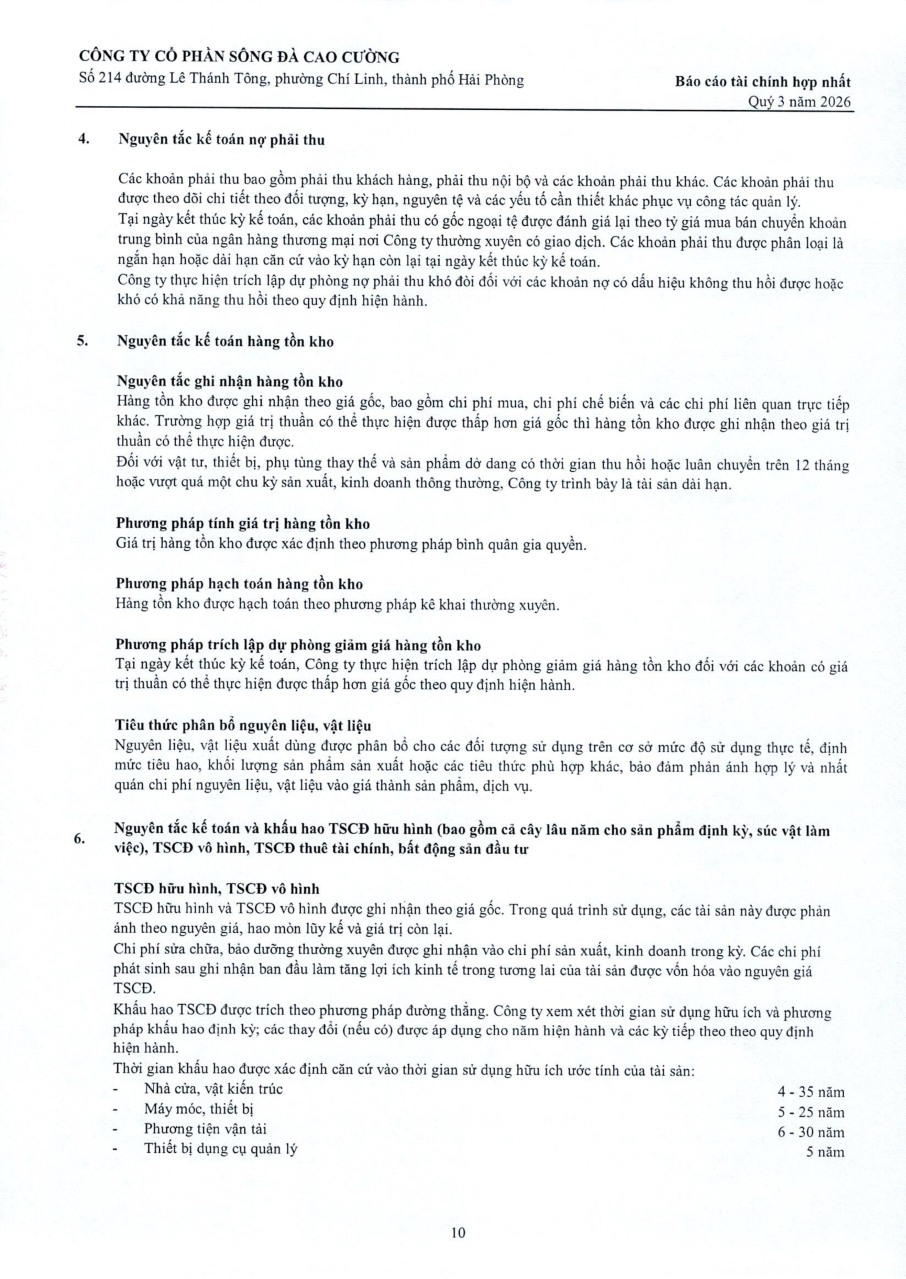 CÔNG TY CỔ PHẦN SÔNG ĐÀ CAO CƯỜNG
Số 214 đường Lê Thánh Tông, phường Chí Linh, thành phố Hải Phòng
Báo cáo tài chính hợp nhất
Quý 3 năm 2026
4. Nguyên tắc kế toán nợ phải thu
Các khoản phải thu bao gồm phải thu khách hàng, phải thu nội bộ và các khoản phải thu khác. Các khoản phải thu
được theo dõi chi tiết theo đối tượng, kỳ hạn, nguyên tệ và các yếu tố cần thiết khác phục vụ công tác quản lý.
Tại ngày kết thúc kỳ kế toán, các khoản phải thu có gốc ngoại tệ được đánh giá lại theo tỷ giá mua bán chuyển khoản
trung bình của ngân hàng thương mại nơi Công ty thường xuyên có giao dịch. Các khoản phải thu được phân loại là
ngắn hạn hoặc dài hạn căn cứ vào kỳ hạn còn lại tại ngày kết thúc kỳ kế toán.
Công ty thực hiện trích lập dự phòng nợ phải thu khó đòi đối với các khoản nợ có dấu hiệu không thu hồi được hoặc
khó có khả năng thu hồi theo quy định hiện hành.
5. Nguyên tắc kế toán hàng tồn kho
Nguyên tắc ghi nhận hàng tồn kho
Hàng tồn kho được ghi nhận theo giá gốc, bao gồm chi phí mua, chi phí chế biến và các chi phí liên quan trực tiếp
khác. Trường hợp giá trị thuần có thể thực hiện được thấp hơn giá gốc thì hàng tồn kho được ghi nhận theo giá trị
thuần có thể thực hiện được.
Đối với vật tư, thiết bị, phụ tùng thay thế và sản phẩm dở dang có thời gian thu hồi hoặc luân chuyển trên 12 tháng
hoặc vượt quá một chu kỳ sản xuất, kinh doanh thông thường, Công ty trình bày là tài sản dài hạn.
Phương pháp tính giá trị hàng tồn kho
Giá trị hàng tồn kho được xác định theo phương pháp bình quân gia quyền.
Phương pháp hạch toán hàng tồn kho
Hàng tồn kho được hạch toán theo phương pháp kê khai thường xuyên.
Phương pháp trích lập dự phòng giảm giá hàng tồn kho
Tại ngày kết thúc kỳ kế toán, Công ty thực hiện trích lập dự phòng giảm giá hàng tồn kho đối với các khoản có giá
trị thuần có thể thực hiện được thấp hơn giá gốc theo quy định hiện hành.
Tiêu thức phân bổ nguyên liệu, vật liệu
Nguyên liệu, vật liệu xuất dùng được phân bổ cho các đối tượng sử dụng trên cơ sở mức độ sử dụng thực tế, định
mức tiêu hao, khối lượng sản phẩm sản xuất hoặc các tiêu thức phù hợp khác, bảo đảm phản ánh hợp lý và nhất
quán chi phí nguyên liệu, vật liệu vào giá thành sản phẩm, dịch vụ.
6. Nguyên tắc kế toán và khấu hao TSCĐ hữu hình (bao gồm cả cây lâu năm cho sản phẩm định kỳ, súc vật làm
việc), TSCĐ vô hình, TSCĐ thuê tài chính, bất động sản đầu tư
TSCĐ hữu hình, TSCĐ vô hình
TSCĐ hữu hình và TSCĐ vô hình được ghi nhận theo giá gốc. Trong quá trình sử dụng, các tài sản này được phản
ánh theo nguyên giá, hao mòn lũy kế và giá trị còn lại.
Chi phí sửa chữa, bảo dưỡng thường xuyên được ghi nhận vào chi phí sản xuất, kinh doanh trong kỳ. Các chi phí
phát sinh sau ghi nhận ban đầu làm tăng lợi ích kinh tế trong tương lai của tài sản được vốn hóa vào nguyên giá
TSCĐ.
Khấu hao TSCĐ được trích theo phương pháp đường thẳng. Công ty xem xét thời gian sử dụng hữu ích và phương
pháp khấu hao định kỳ; các thay đổi (nếu có) được áp dụng cho năm hiện hành và các kỳ tiếp theo theo quy định
hiện hành.
Thời gian khấu hao được xác định căn cứ vào thời gian sử dụng hữu ích ước tính của tài sản:
- Nhà cửa, vật kiến trúc 4 - 35 năm
- Máy móc, thiết bị 5 - 25 năm
- Phương tiện vận tải 6 - 30 năm
- Thiết bị dụng cụ quản lý 5 năm
10